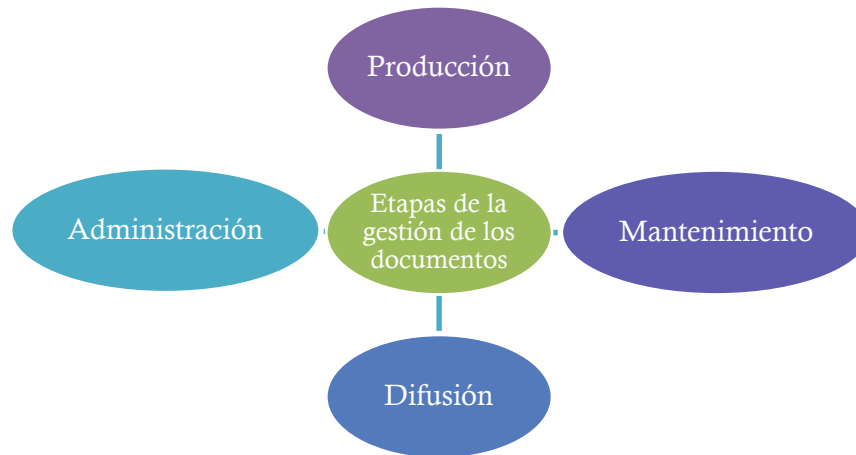 Producción
Administración
Etapas de la
gestión de los
documentos
Mantenimiento
Difusión